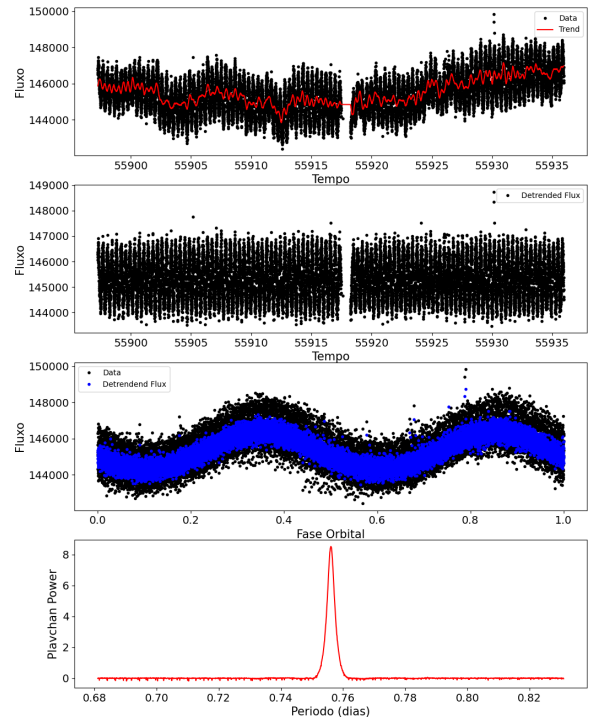 150000
148000
146000
144000
Fluxo
Data
Trend
55900 55905 55910 55915 55920 55925 55930 55935
Tempo
149000
148000
147000
146000
145000
144000
Fluxo
Detrended Flux
55900 55905 55910 55915 55920 55925 55930 55935
Tempo
150000
148000
146000
144000
Fluxo
Data
Detrendend Flux
0.0 0.2 0.4 0.6 0.8 1.0
Fase Orbital
8
6
4
2
0
Plavchan Power
0.68 0.70 0.72 0.74 0.76 0.78 0.80 0.82
Periodo (dias)